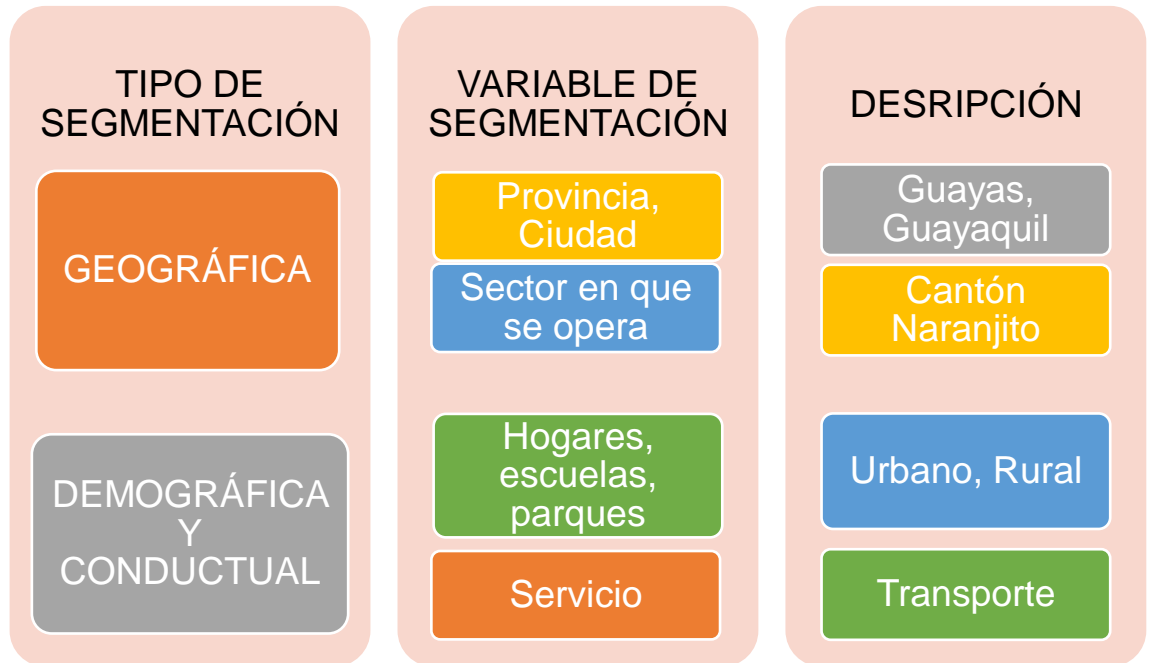 TIPO DE
SEGMENTACIÓN
GEOGRÁFICA
DEMOGRÁFICA
Y
CONDUCTUAL
VARIABLE DE
SEGMENTACIÓN
Provincia,
Ciudad
Sector en que
se opera
Hogares,
escuelas,
parques
Servicio
DESRIPCIÓN
Guayas,
Guayaquil
Cantón
Naranjito
Urbano, Rural
Transporte